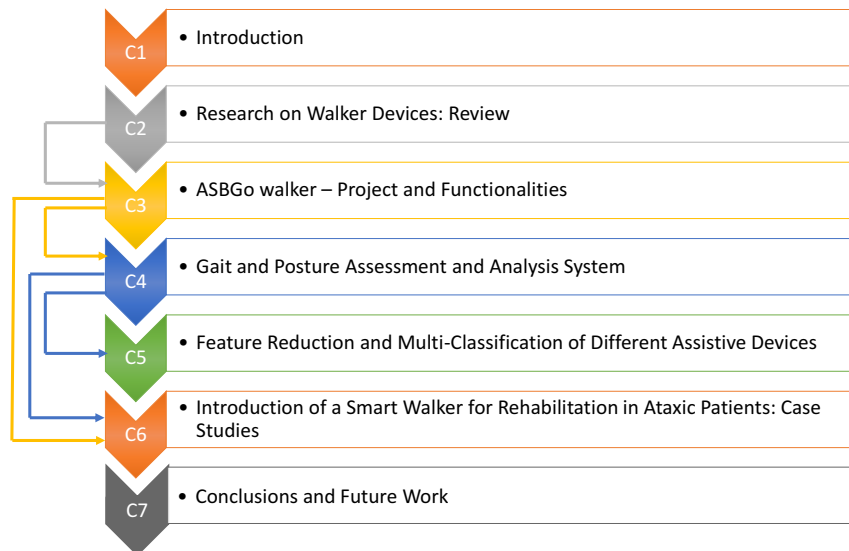 C1
• Introduction
C2
• Research on Walker Devices: Review
C3
• ASBGo walker – Project and Functionalities
C4
• Gait and Posture Assessment and Analysis System
C5
• Feature Reduction and Multi-Classification of Different Assistive Devices
C6
• Introduction of a Smart Walker for Rehabilitation in Ataxic Patients: Case
Studies
C7
• Conclusions and Future Work